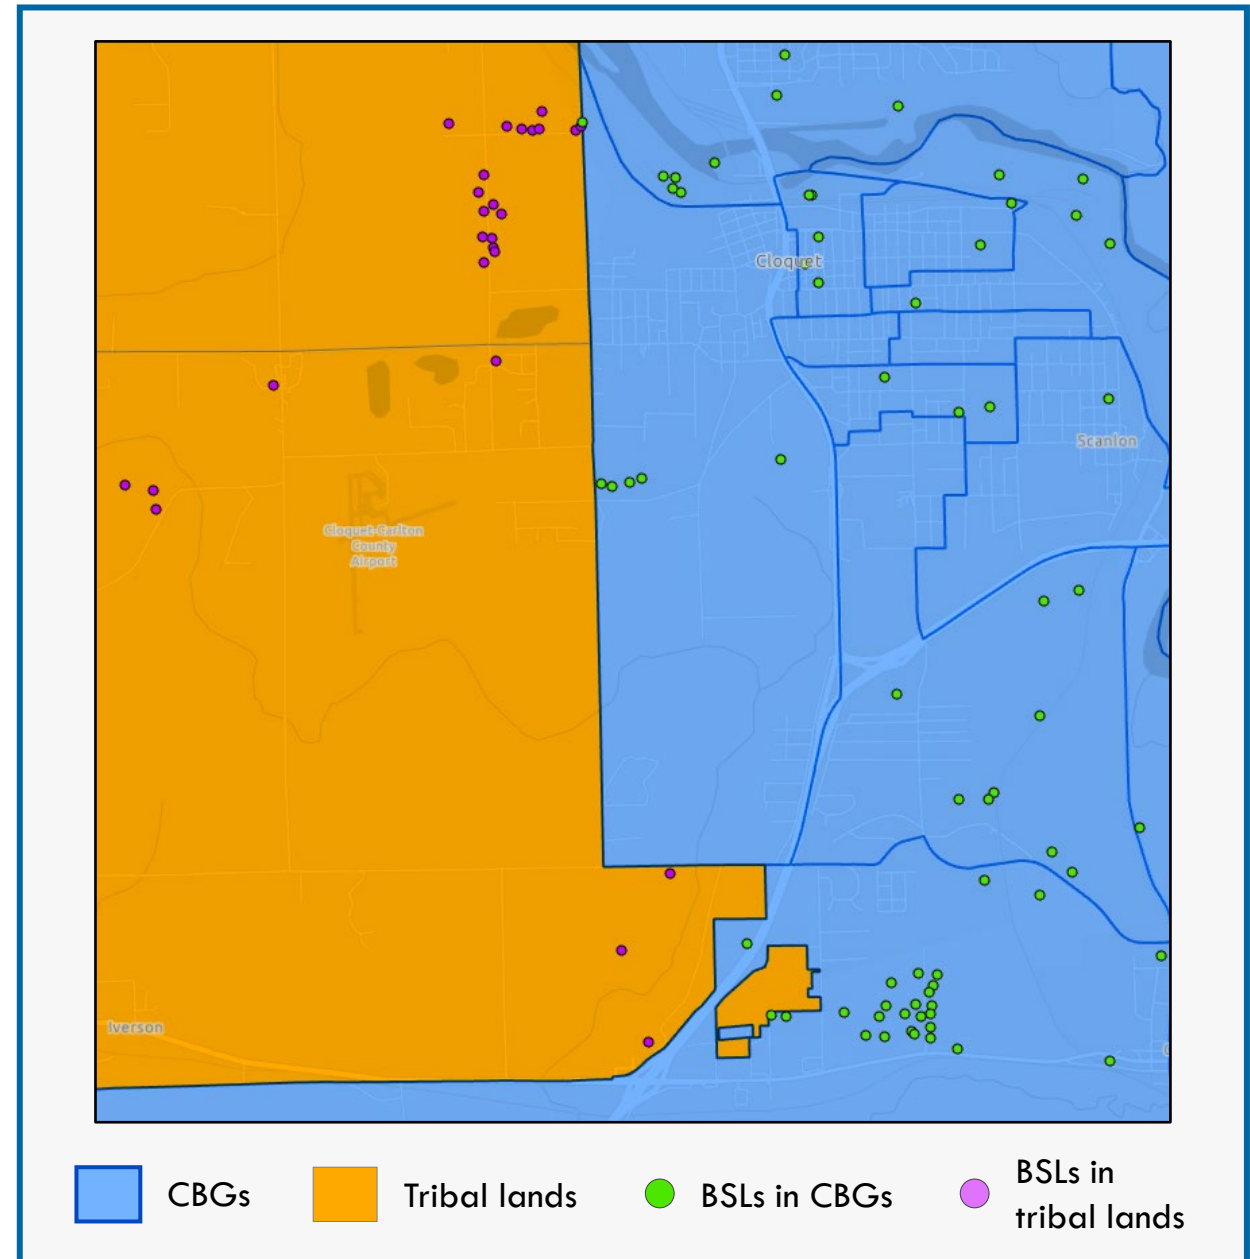 Cloquet
Scanlon
Cloquet-Carlton
County
Airport
Iverson
CBGs
Tribal lands
BSLs in CBGs
BSLs in
tribal lands